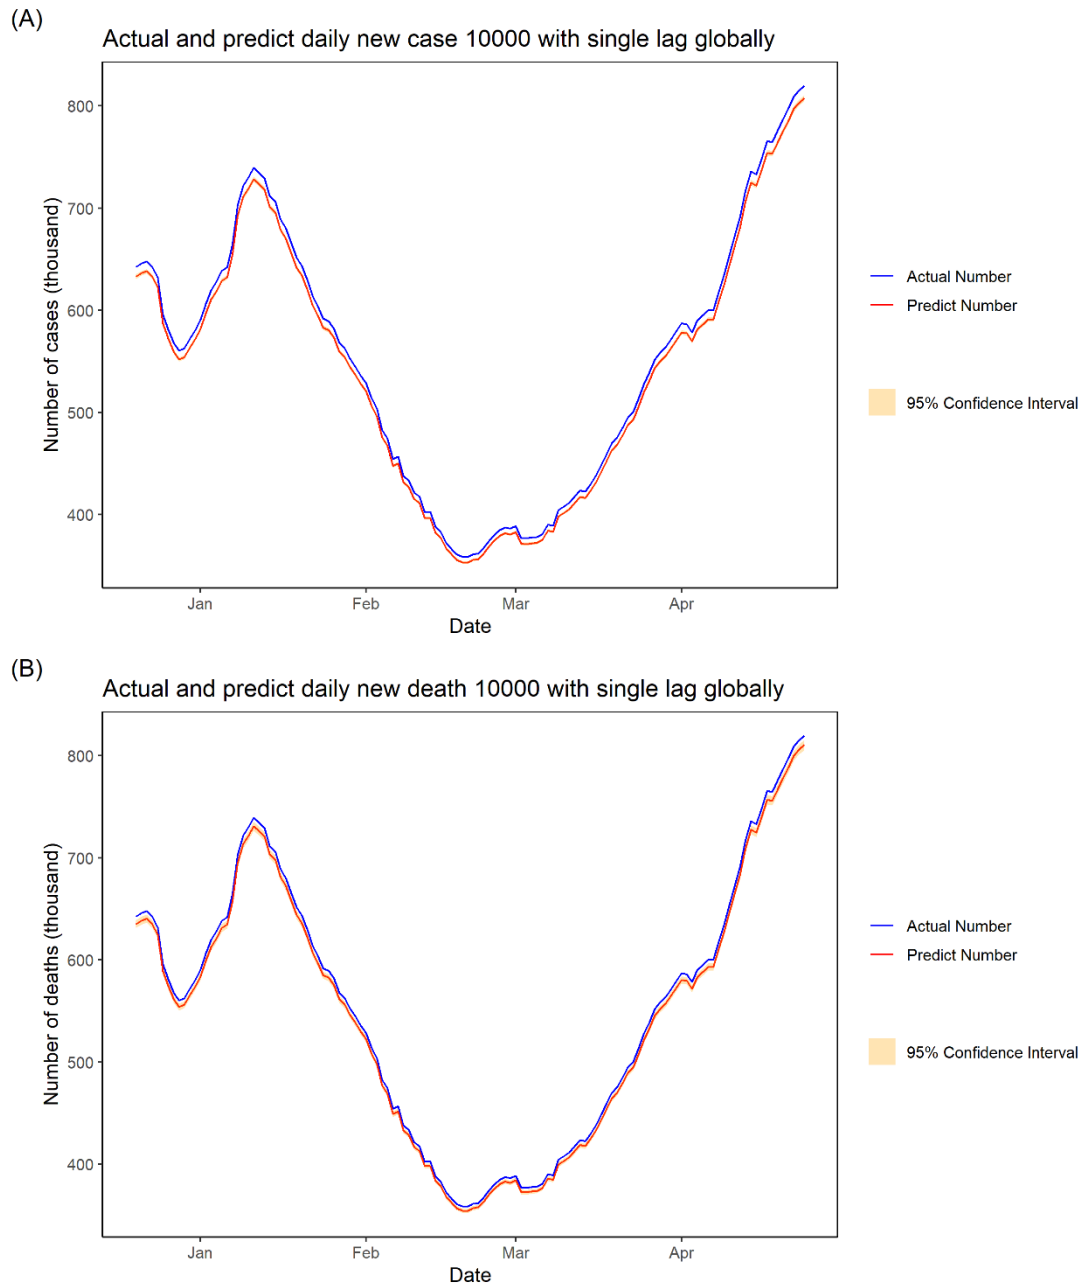 (A)
Actual and predict daily new case 10000 with single lag globally
Number of cases (thousand)
800
700
600
500
400
Jan
Feb
Mar
Apr
Date
Actual Number
Predict Number
95% Confidence Interval
(B)
Actual and predict daily new death 10000 with single lag globally
Number of deaths (thousand)
800
700
600
500
400
Jan
Feb
Mar
Apr
Date
Actual Number
Predict Number
95% Confidence Interval